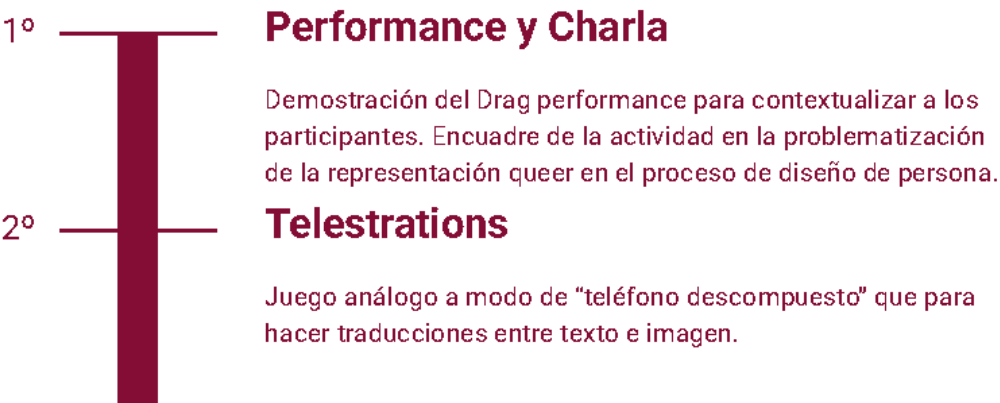 1º
Performance y Charla
Demostración del Drag performance para contextualizar a los
participantes. Encuadre de la actividad en la problematización
de la representación queer en el proceso de diseño de persona.
2º
Telestrations
Juego análogo a modo de “teléfono descompuesto” que para
hacer traducciones entre texto e imagen.